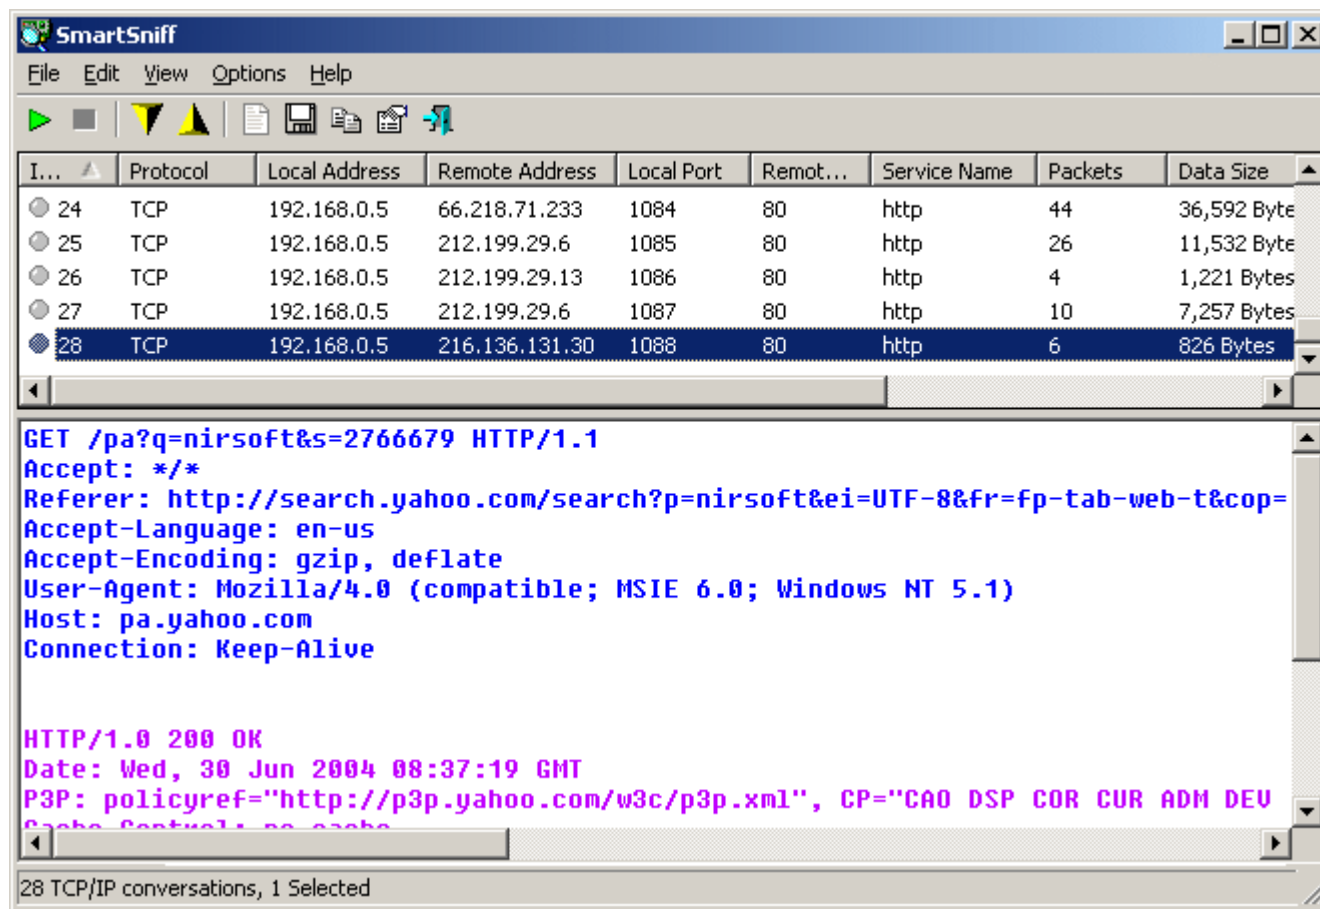 SmartSniff
File Edit View Options Help
I... Protocol Local Address Remote Address Local Port Remot... Service Name Packets Data Size
24 TCP 192.168.0.5 66.218.71.233 1084 80 http 44 36,592 Byte
25 TCP 192.168.0.5 212.199.29.6 1085 80 http 26 11,532 Byte
26 TCP 192.168.0.5 212.199.29.13 1086 80 http 4 1,221 Bytes
27 TCP 192.168.0.5 212.199.29.6 1087 80 http 10 7,257 Bytes
28 TCP 192.168.0.5 216.136.131.30 1088 80 http 6 826 Bytes
GET /pa?q=nirsoft&s=2766679 HTTP/1.1
Accept: */*
Referer: http://search.yahoo.com/search?p=nirsoft&ei=UTF-8&fr=fp-tab-web-t&cop=
Accept-Language: en-us
Accept-Encoding: gzip, deflate
User-Agent: Mozilla/4.0 (compatible; MSIE 6.0; Windows NT 5.1)
Host: pa.yahoo.com
Connection: Keep-Alive
HTTP/1.0 200 OK
Date: Wed, 30 Jun 2004 08:37:19 GMT
P3P: policyref="http://p3p.yahoo.com/w3c/p3p.xml", CP="CAO DSP COR CUR ADM DEV
Cache-Control: no-cache
28 TCP/IP conversations, 1 Selected